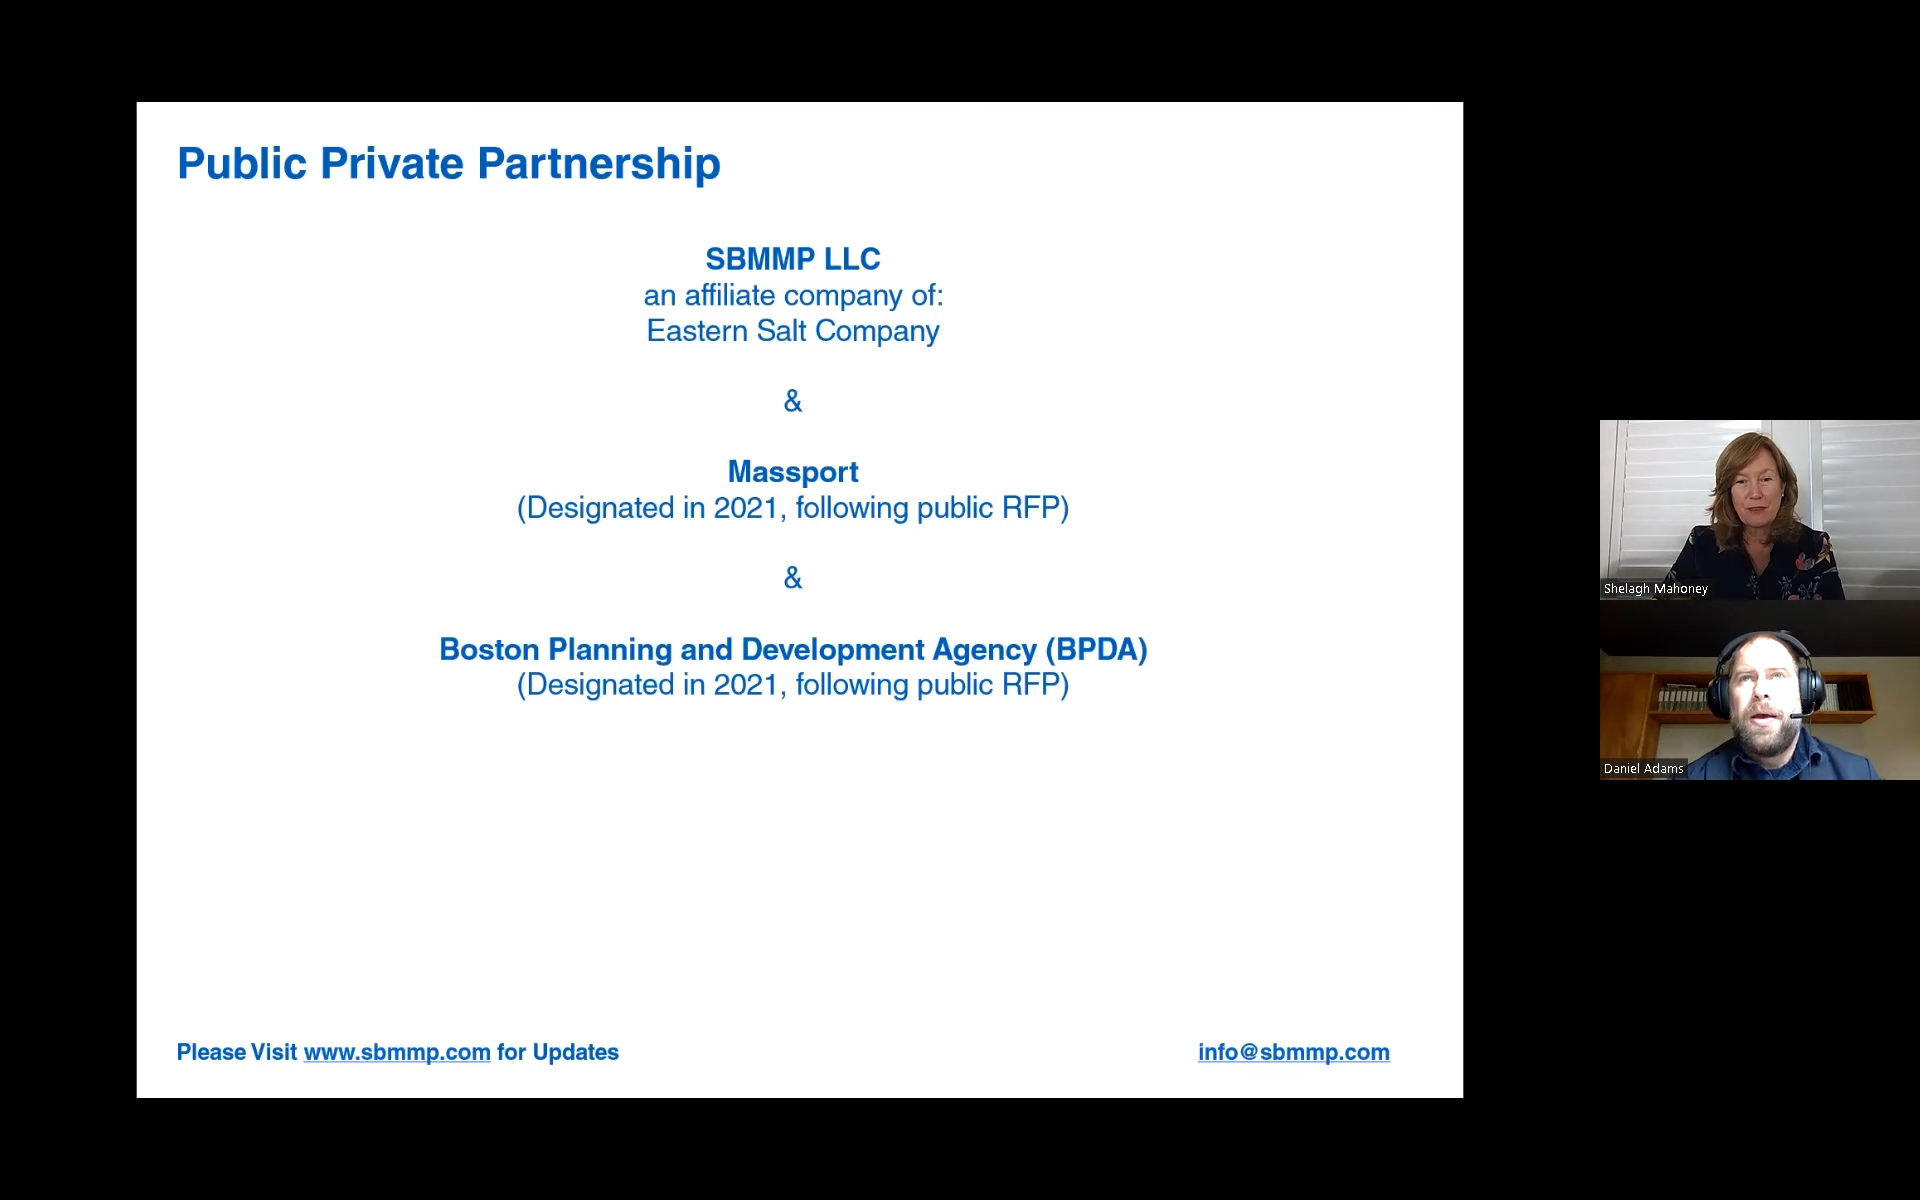 Public Private Partnership
SBMMP LLC
an affiliate company of:
Eastern Salt Company
&
Massport
(Designated in 2021, following public RFP)
&
Boston Planning and Development Agency (BPDA)
(Designated in 2021, following public RFP)
Please Visit www.sbmmp.com for Updates
info@sbmmp.com
Shelagh Mahoney
Daniel Adams